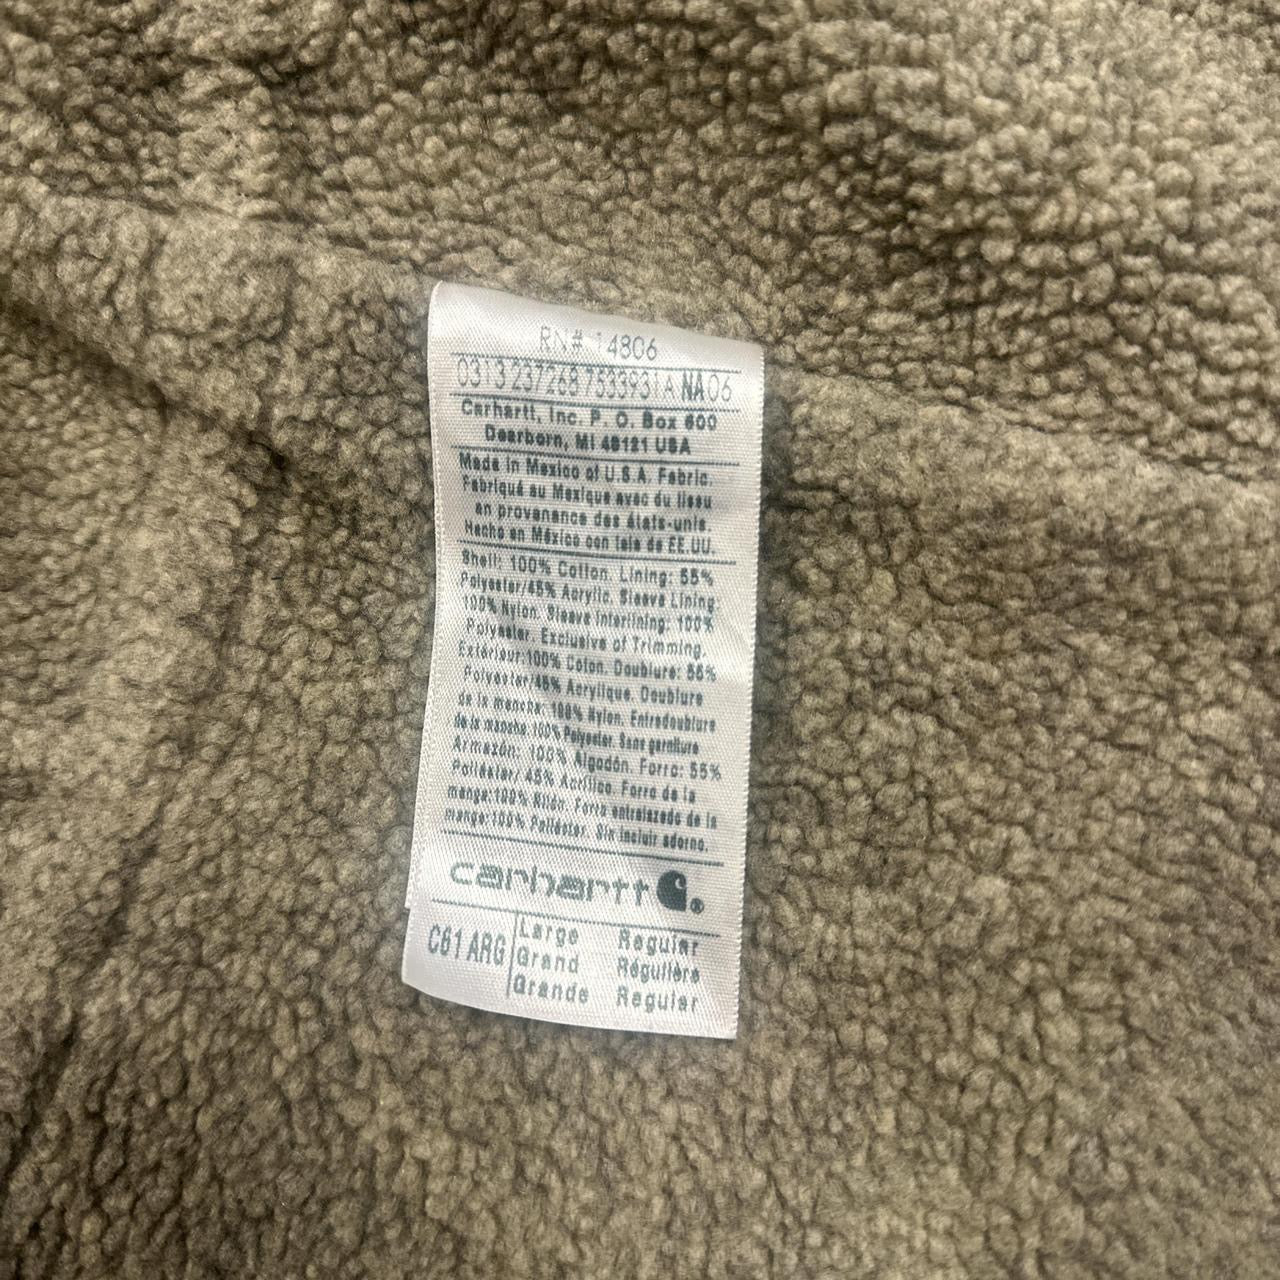 RN# 14806
0313 237268 7533931A NA 06
Carhartt, Inc. P. O. Box 600
Dearborn, MI 48121 USA
Made in Mexico of U.S.A. Fabric.
Fabriqué au Mexique avec du tissu
en provenance des états-unis.
Hecho en México con tela de EE.UU.
Shell: 100% Cotton. Lining: 55%
Polyester/45% Acrylic. Sleeve Lining:
100% Nylon. Sleeve Interlining: 100%
Polyester. Exclusive of Trimming.
Extérieur:100% Coton. Doublure: 55%
Polyester/45% Acrylique. Doublure
de la manche: 100% Nylon. Entredoublure
de la manche:100% Polyester. Sans garniture
Armazón: 100% Algodón. Forro: 55%
Poliéster/ 45% Acrílico. Forro de la
manga:100% Nilón. Forro entrelazado de la
manga:100% Poliéster. Sin incluir adorno.
carhartt ®
C61 ARG
Large Regular
Grand Régulière
Grande Regular